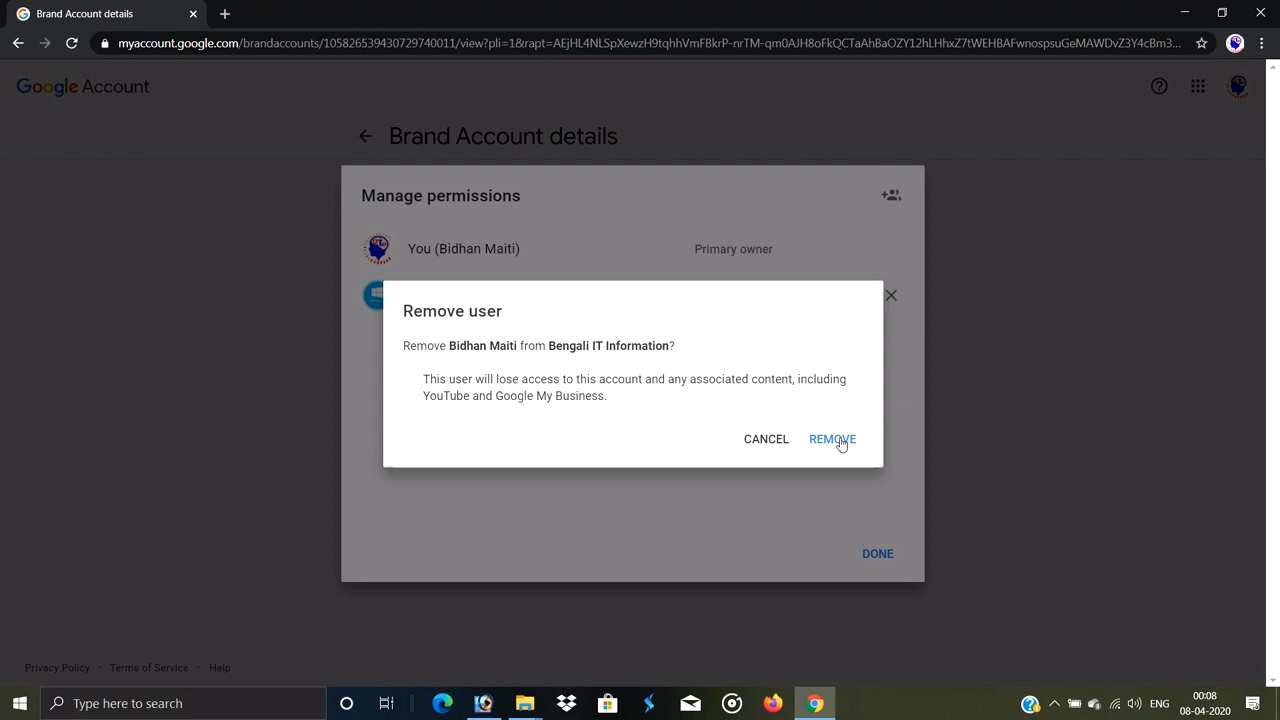 Brand Account details
myaccount.google.com/brandaccounts/105826539430729740011/view?pli=1&rapt=AEjHL4NLSpXewzH9tqhhVmFBkrP-nrTM-qm0AJH8oFkQCTaAhBaOZY12hLHhxZ7tWEHBAFwnospsuGeMAWDvZ3Y4cBm3...
Google Account
Brand Account details
Manage permissions
You (Bidhan Maiti) Primary owner
Remove user
Remove Bidhan Maiti from Bengali IT Information?
This user will lose access to this account and any associated content, including
YouTube and Google My Business.
CANCEL REMOVE
DONE
Privacy Policy · Terms of Service · Help
Type here to search
ENG
00:08
08-04-2020